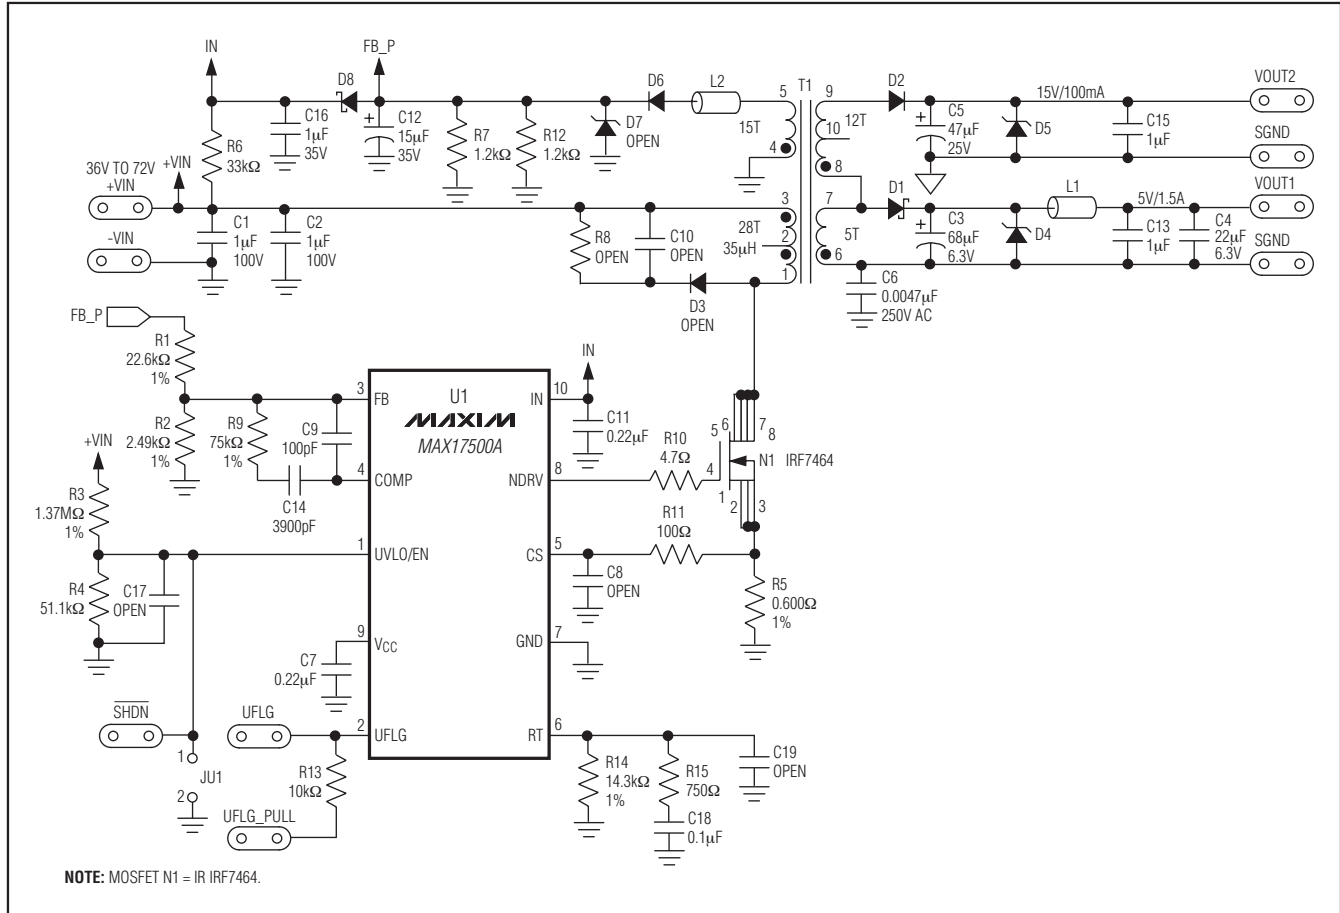 IN
FB_P
D8
D6
L2
T1
D2
VOUT2
C16
1µF
35V
C12
15µF
35V
+
R7
1.2kΩ
R12
1.2kΩ
D7
OPEN
5
15T
4
9
10
12T
8
+
C5
47µF
25V
D5
15V/100mA
C15
1µF
SGND
R6
33kΩ
36V TO 72V
+VIN
+VIN
-VIN
C1
1µF
100V
C2
1µF
100V
R8
OPEN
C10
OPEN
D3
OPEN
3
28T
2
35µH
1
7
5T
6
D1
+
C3
68µF
6.3V
D4
L1
5V/1.5A
C13
1µF
C4
22µF
6.3V
VOUT1
SGND
C6
0.0047µF
250V AC
FB_P
R1
22.6kΩ
1%
R2
2.49kΩ
1%
R9
75kΩ
1%
C9
100pF
C14
3900pF
+VIN
R3
1.37MΩ
1%
R4
51.1kΩ
C17
OPEN
U1
MAXIM
MAX17500A
3
FB
4
COMP
1
UVLO/EN
9
VCC
2
UFLG
10
IN
8
NDRV
5
CS
7
GND
6
RT
IN
C11
0.22µF
R10
4.7Ω
R11
100Ω
C8
OPEN
5
6
7
8
4
N1 IRF7464
1
2
3
R5
0.600Ω
1%
C7
0.22µF
SHDN
UFLG
1
JU1
2
R13
10kΩ
UFLG_PULL
R14
14.3kΩ
1%
R15
750Ω
C18
0.1µF
C19
OPEN
NOTE: MOSFET N1 = IR IRF7464.